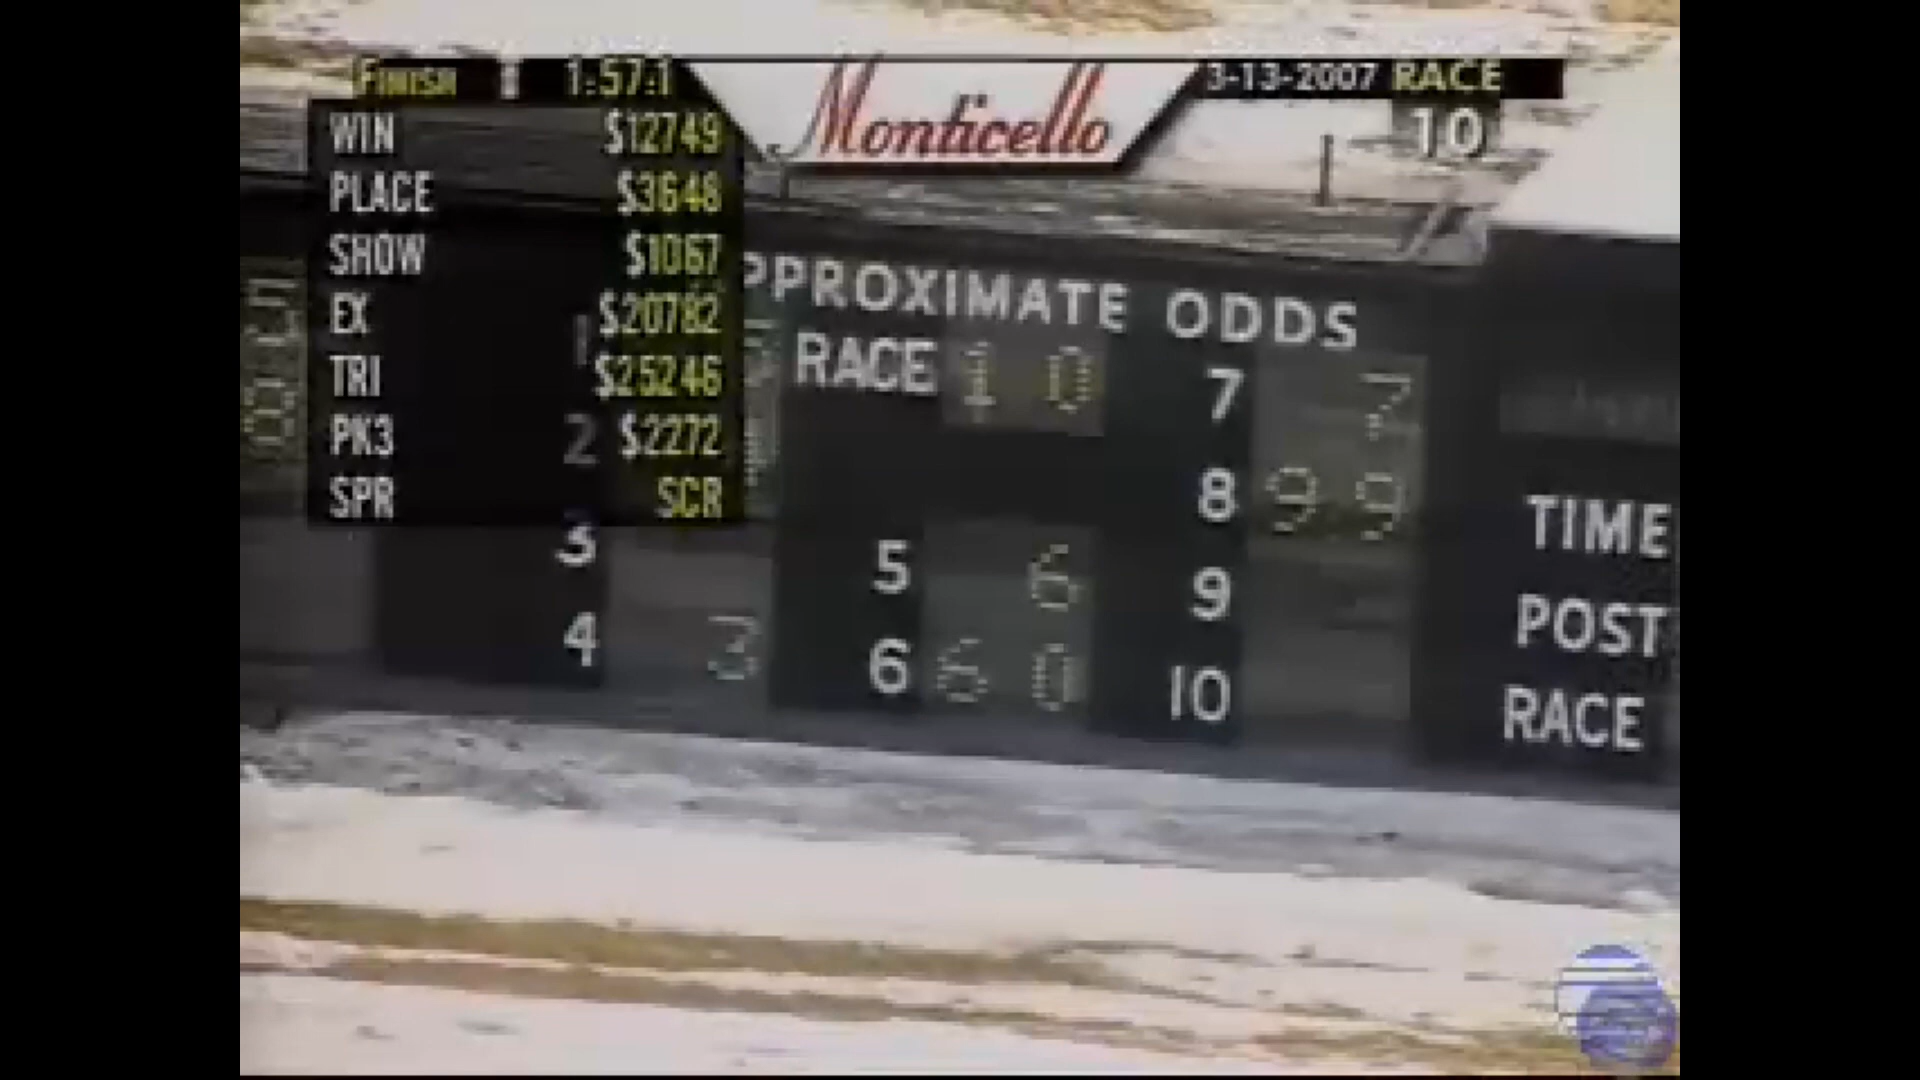 Finish 1:57:1
Monticello
3-13-2007 RACE
10
WIN $12749
PLACE $3648
SHOW $1067
EX $20782
TRI $25246
PK3 $2272
SPR SCR
PPROXIMATE ODDS
RACE 10
1
2
3
4
5 6
6 60
7
8 99
9
10
TIME
POST
RACE